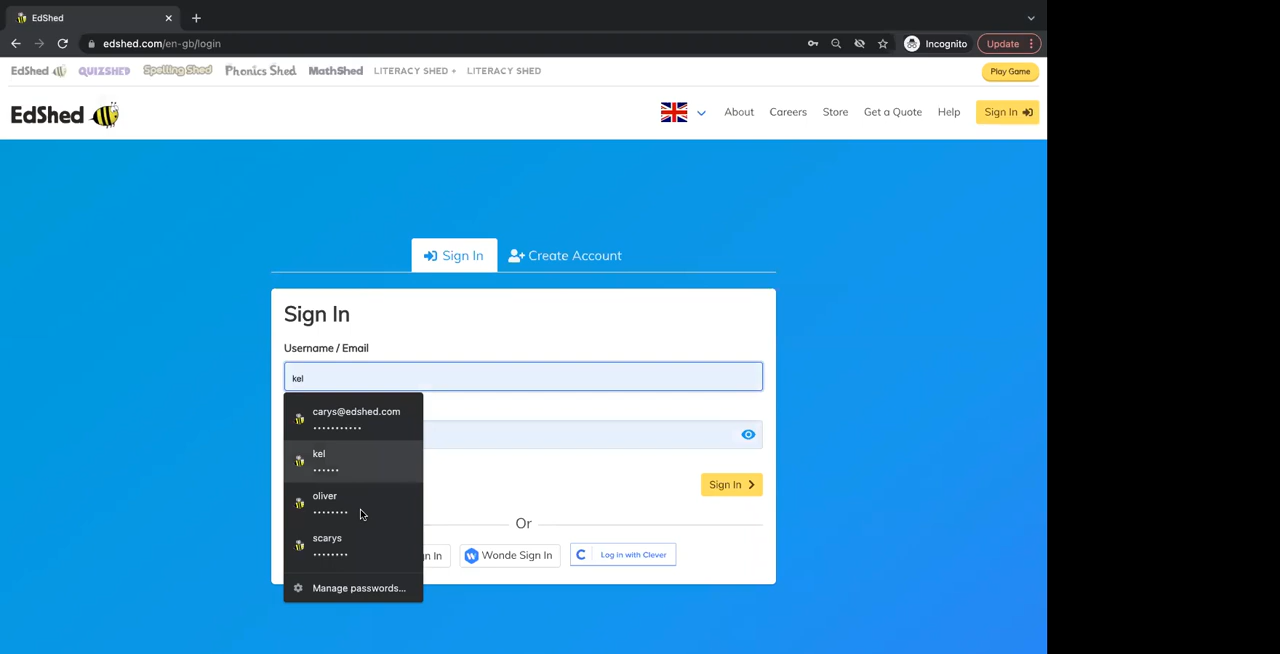 EdShed
edshed.com/en-gb/login
Incognito
Update
EdShed
QUIZSHED
Spelling Shed
Phonics Shed
MathShed
LITERACY SHED +
LITERACY SHED
Play Game
EdShed
About
Careers
Store
Get a Quote
Help
Sign In
Sign In
Create Account
Sign In
Username / Email
kel
carys@edshed.com
•••••••••••
kel
••••••
oliver
••••••••
scarys
••••••••
Manage passwords...
Sign In
Or
n In
Wonde Sign In
C
Log in with Clever